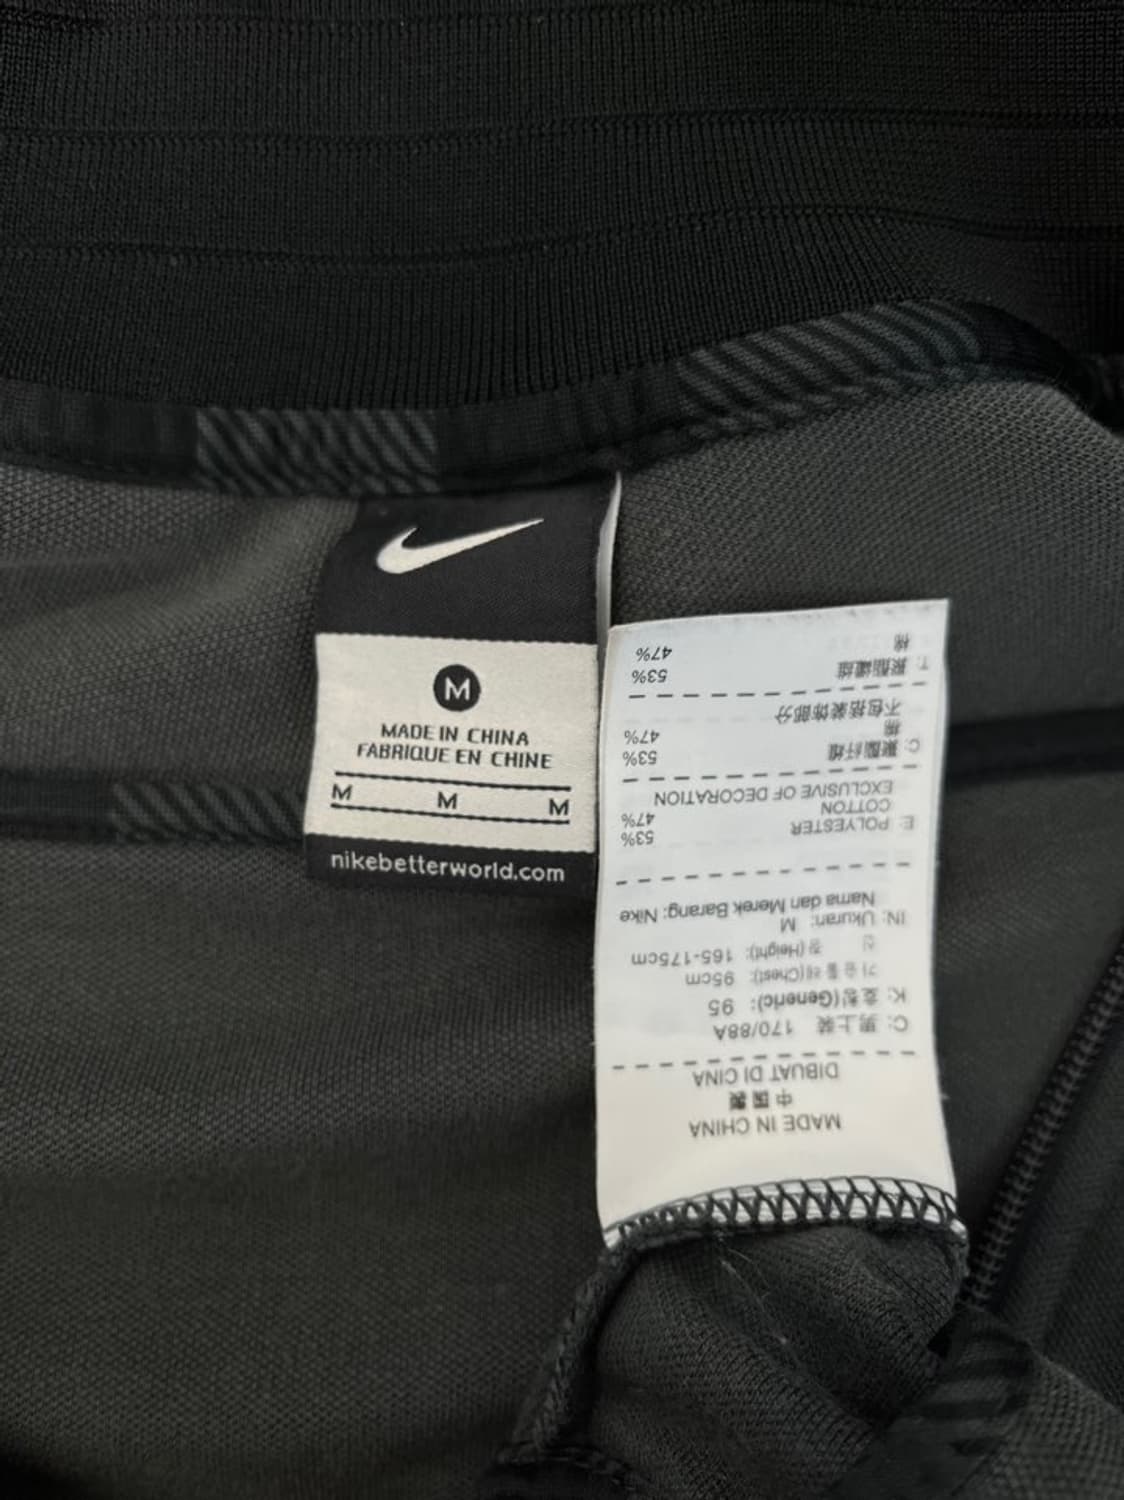 M
MADE IN CHINA
FABRIQUE EN CHINE
M M M
nikebetterworld.com
MADE IN CHINA
中国製
DIBUAT DI CINA
C: 男上装 170/88A
K: 호칭(Generic): 95
가슴둘레(Chest): 95cm
신 장(Height): 165-175cm
IN: Ukuran: M
Nama dan Merek Barang: Nike
E: POLYESTER 53%
COTTON 47%
EXCLUSIVE OF DECORATION
C: 聚酯纤维 53%
棉 47%
不包括装饰部分
T: 聚酯纖維 53%
棉 47%